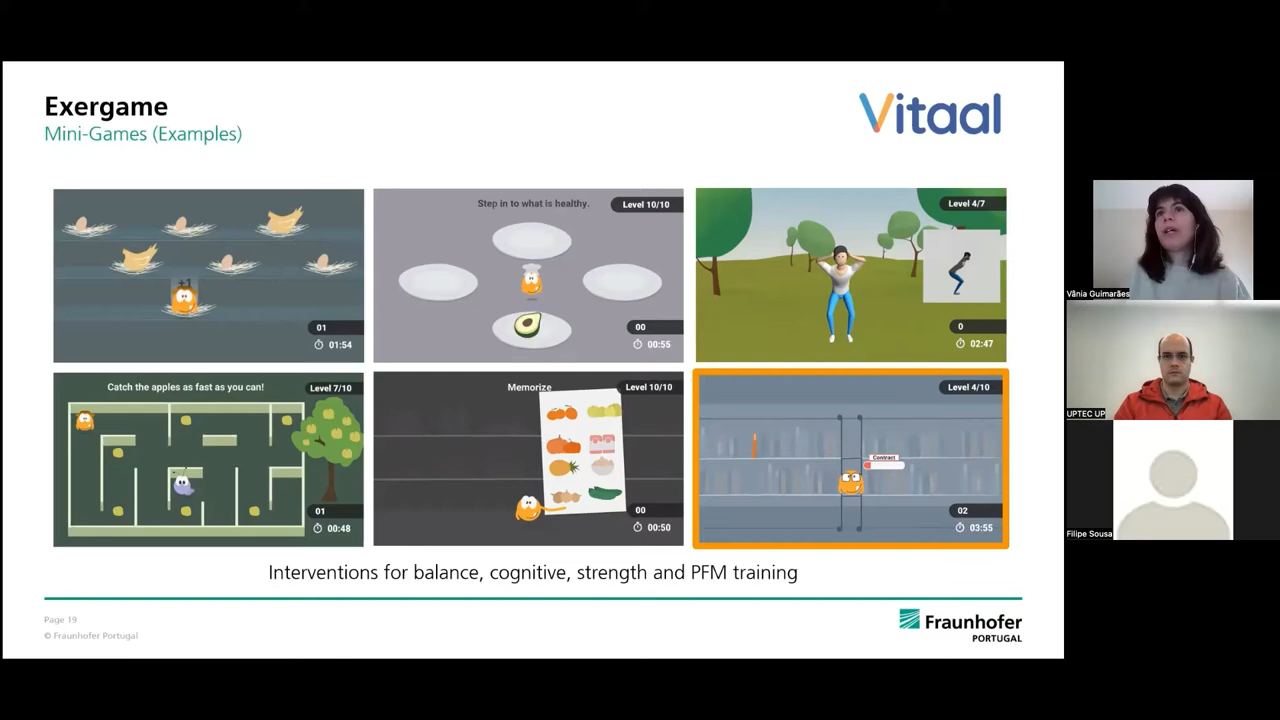 Exergame
Mini-Games (Examples)
Vitaal
+1
01
01:54
Step in to what is healthy.
Level 10/10
00
00:55
Level 4/7
0
02:47
Catch the apples as fast as you can!
Level 7/10
01
00:48
Memorize
Level 10/10
00
00:50
Level 4/10
Contract
02
03:55
Interventions for balance, cognitive, strength and PFM training
Page 19
© Fraunhofer Portugal
Fraunhofer
PORTUGAL
Vânia Guimarães
UPTEC UP
Filipe Sousa